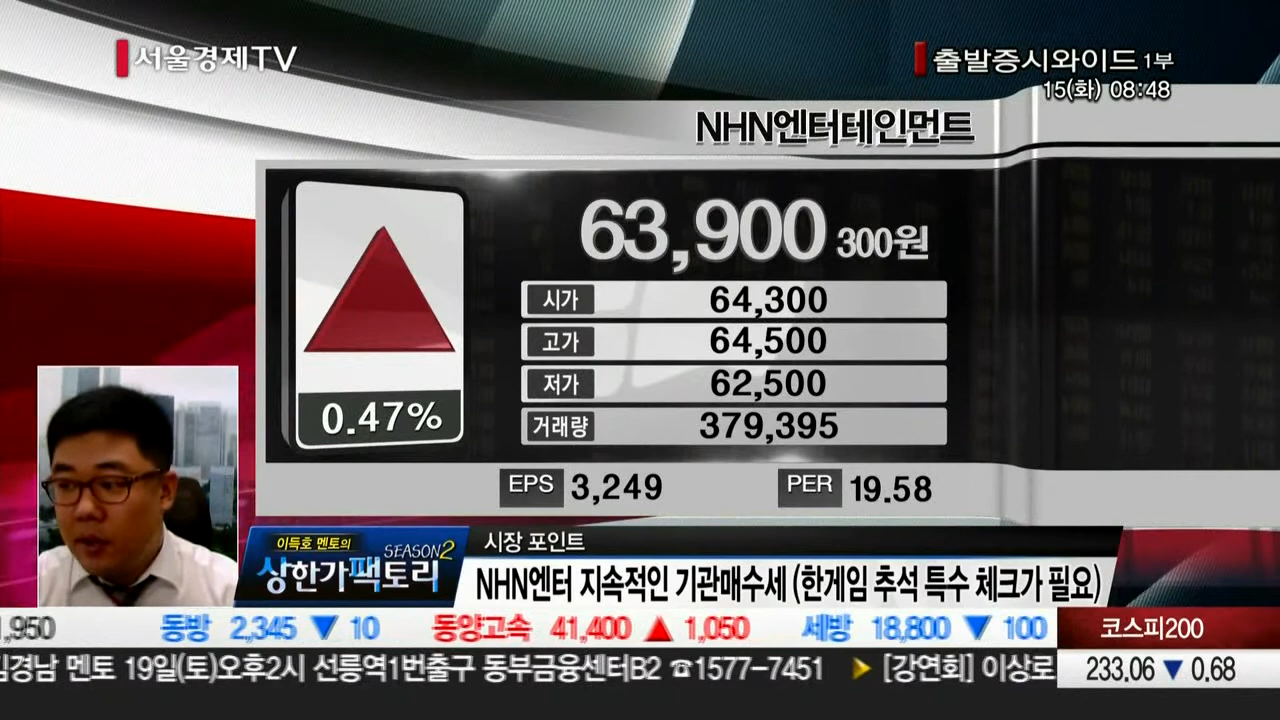 서울경제TV
출발증시와이드 1부
15(화) 08:48
NHN엔터테인먼트
63,900 300원
0.47%
시가 64,300
고가 64,500
저가 62,500
거래량 379,395
EPS 3,249 PER 19.58
이득호 멘토의
상한가팩토리 SEASON2
시장 포인트
NHN엔터 지속적인 기관매수세 (한게임 추석 특수 체크가 필요)
,950 동방 2,345 ▼ 10 동양고속 41,400 ▲ 1,050 세방 18,800 ▼ 100
코스피200
김경남 멘토 19일(토)오후2시 선릉역1번출구 동부금융센터B2 ☎1577-7451 ▶ [강연회] 이상로
233.06 ▼ 0.68